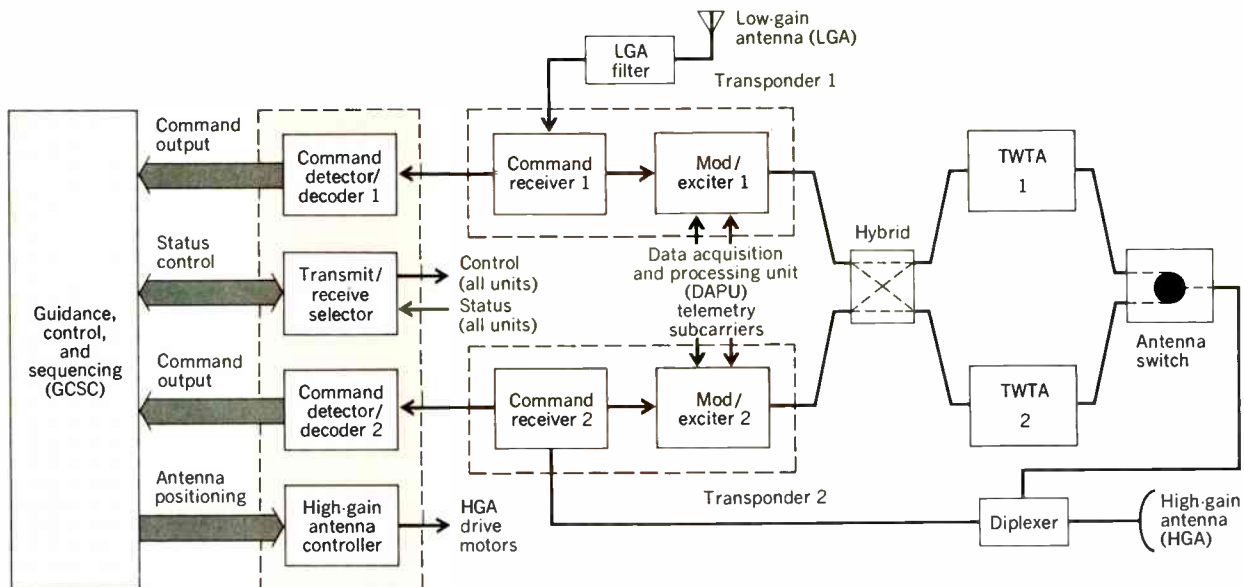 Low-gain
antenna (LGA)
LGA
filter
Transponder 1
Command
output
Command
detector/
decoder 1
Command
receiver 1
Mod/
exciter 1
TWTA
1
Hybrid
Status
control
Transmit/
receive
selector
Control
(all units)
Status
(all units)
Data acquisition
and processing unit
(DAPU)
telemetry
subcarriers
Guidance,
control,
and
sequencing
(GCSC)
Antenna
switch
Command
output
Command
detector/
decoder 2
Command
receiver 2
Mod/
exciter 2
TWTA
2
Antenna
positioning
High-gain
antenna
controller
HGA
drive
motors
Transponder 2
Diplexer
High-gain
antenna
(HGA)